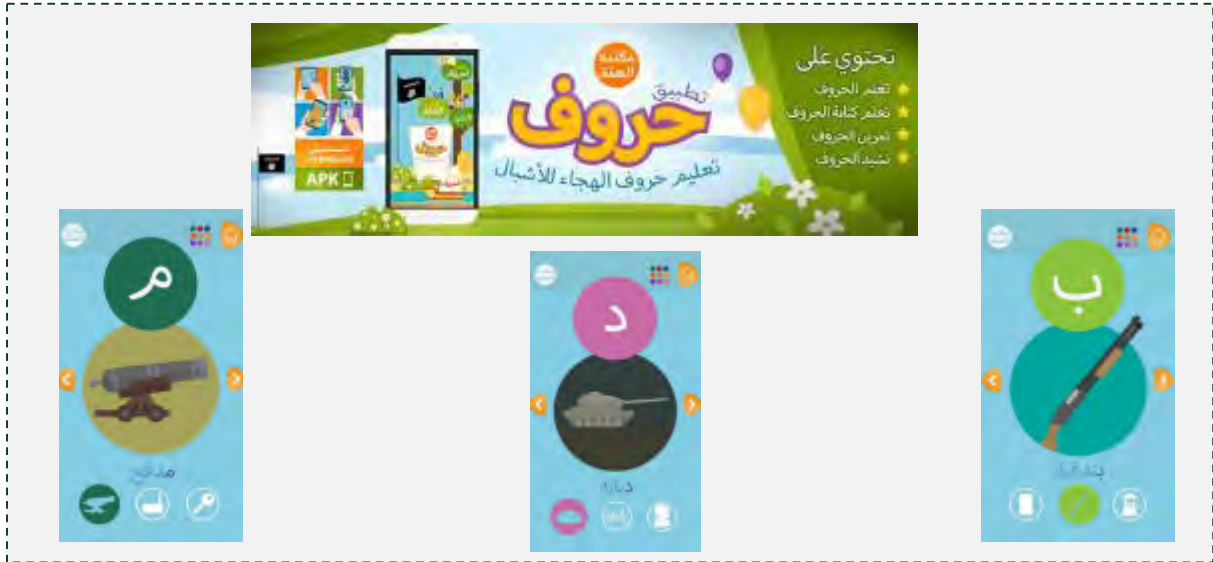 تحتوي على
تعلم الحروف
تعلم كتابة الحروف
تمرين الحروف
نشيد الحروف
مكتبة
الهمة
تطبيق
حروف
تعليم حروف الهجاء للأشبال
APK
م
مدفع
د
دبابة
ب
بندقية